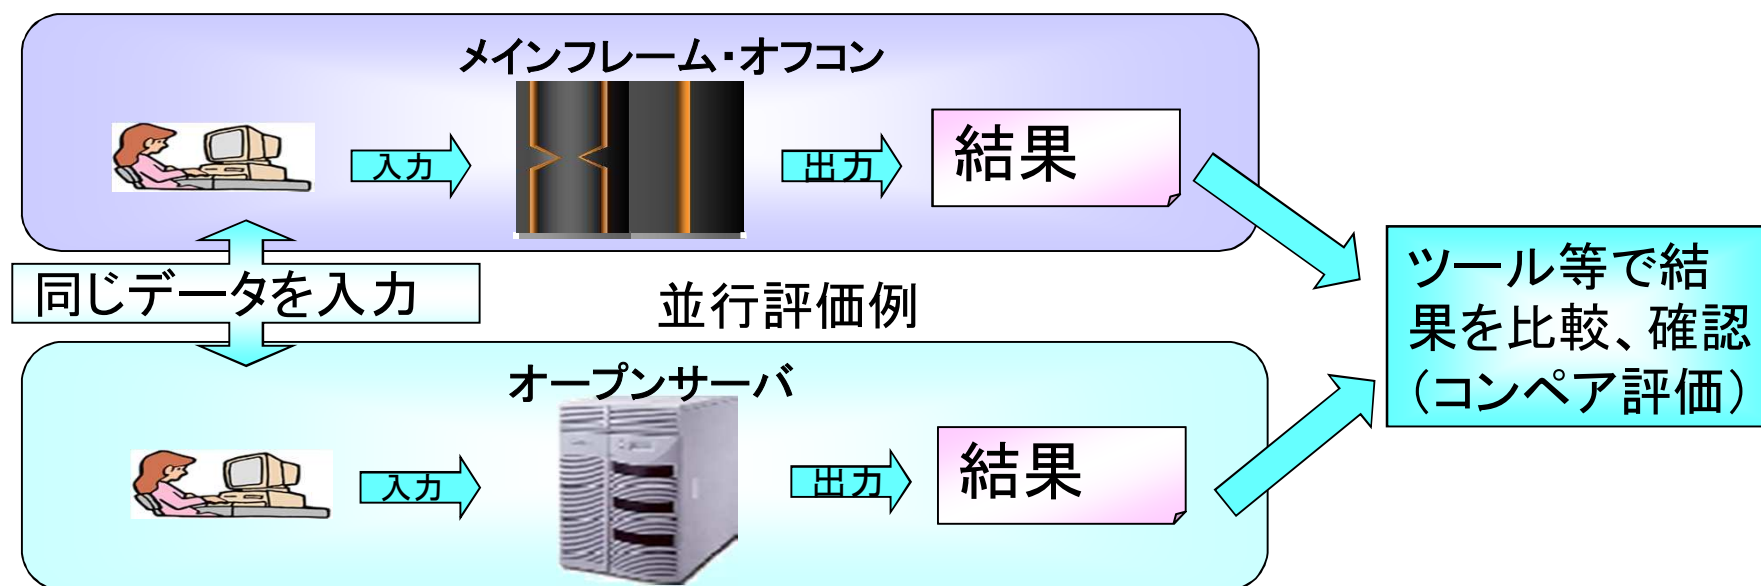 メインフレーム・オフコン
入力
出力
結果
同じデータを入力
並行評価例
ツール等で結
果を比較、確認
（コンペア評価）
オープンサーバ
入力
出力
結果